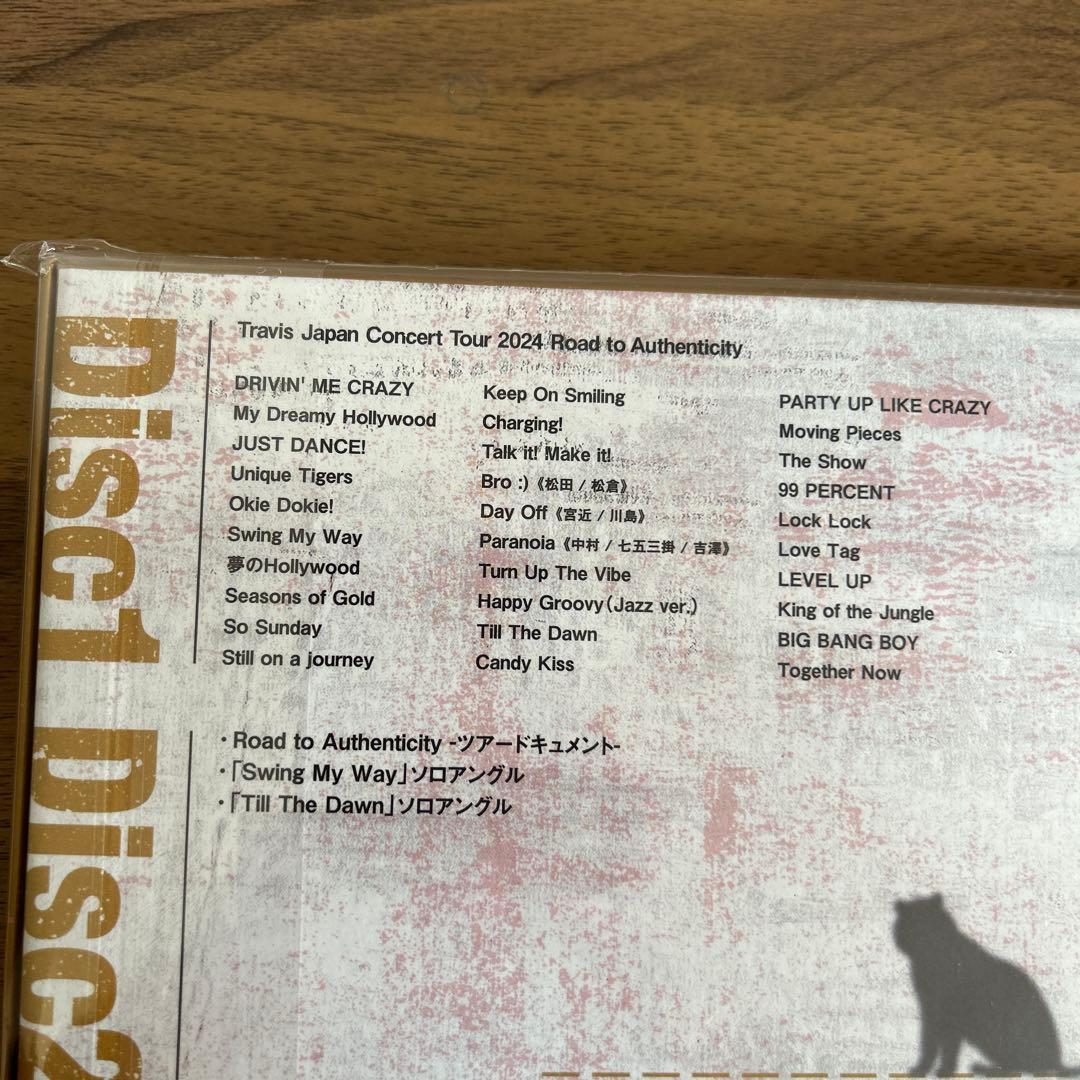 Disc1
Travis Japan Concert Tour 2024 Road to Authenticity
DRIVIN' ME CRAZY
My Dreamy Hollywood
JUST DANCE!
Unique Tigers
Okie Dokie!
Swing My Way
夢のHollywood
Seasons of Gold
So Sunday
Still on a journey
Keep On Smiling
Charging!
Talk it! Make it!
Bro :)《松田 / 松倉》
Day Off《宮近 / 川島》
Paranoia《中村 / 七五三掛 / 吉澤》
Turn Up The Vibe
Happy Groovy(Jazz ver.)
Till The Dawn
Candy Kiss
PARTY UP LIKE CRAZY
Moving Pieces
The Show
99 PERCENT
Lock Lock
Love Tag
LEVEL UP
King of the Jungle
BIG BANG BOY
Together Now
Disc2
・Road to Authenticity -ツアードキュメント-
・「Swing My Way」ソロアングル
・「Till The Dawn」ソロアングル